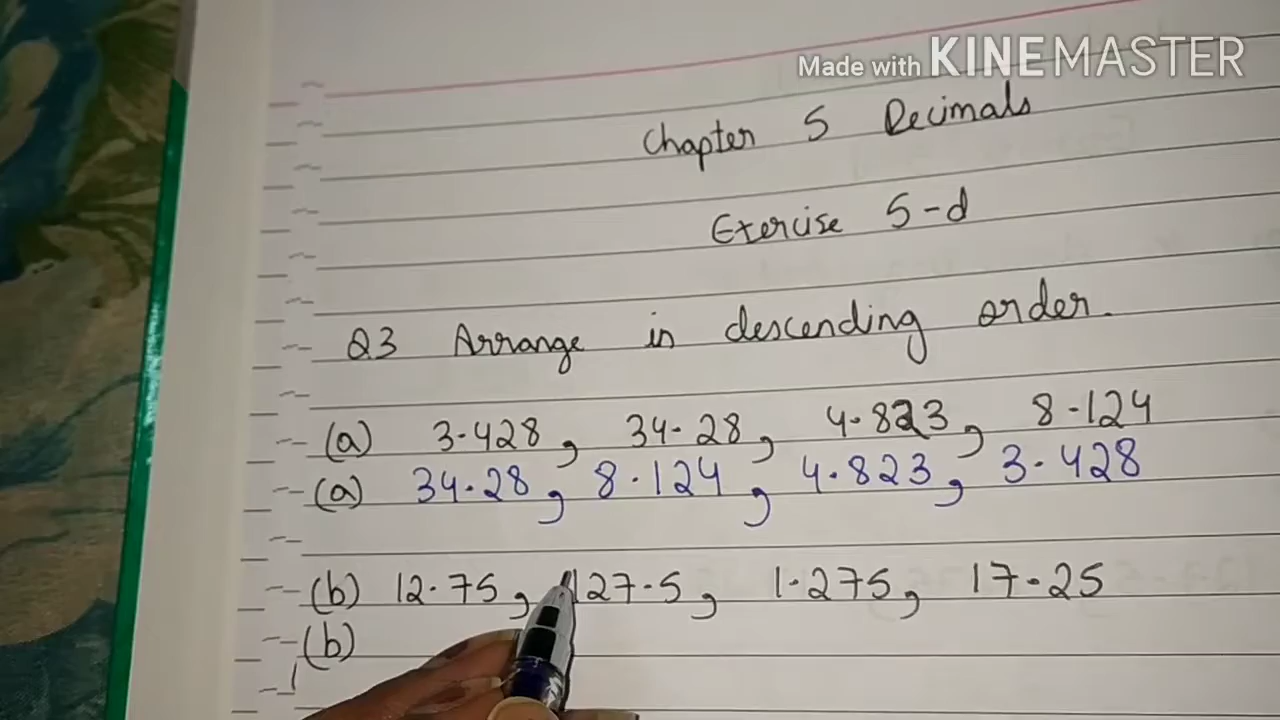 Made with KINEMASTER
Chapter 5 Decimals
Exercise 5-d
Q3 Arrange in descending order.
(a) 3.428, 34.28, 4.823, 8.124
(a) 34.28, 8.124, 4.823, 3.428
(b) 12.75, 127.5, 1.275, 17.25
(b)